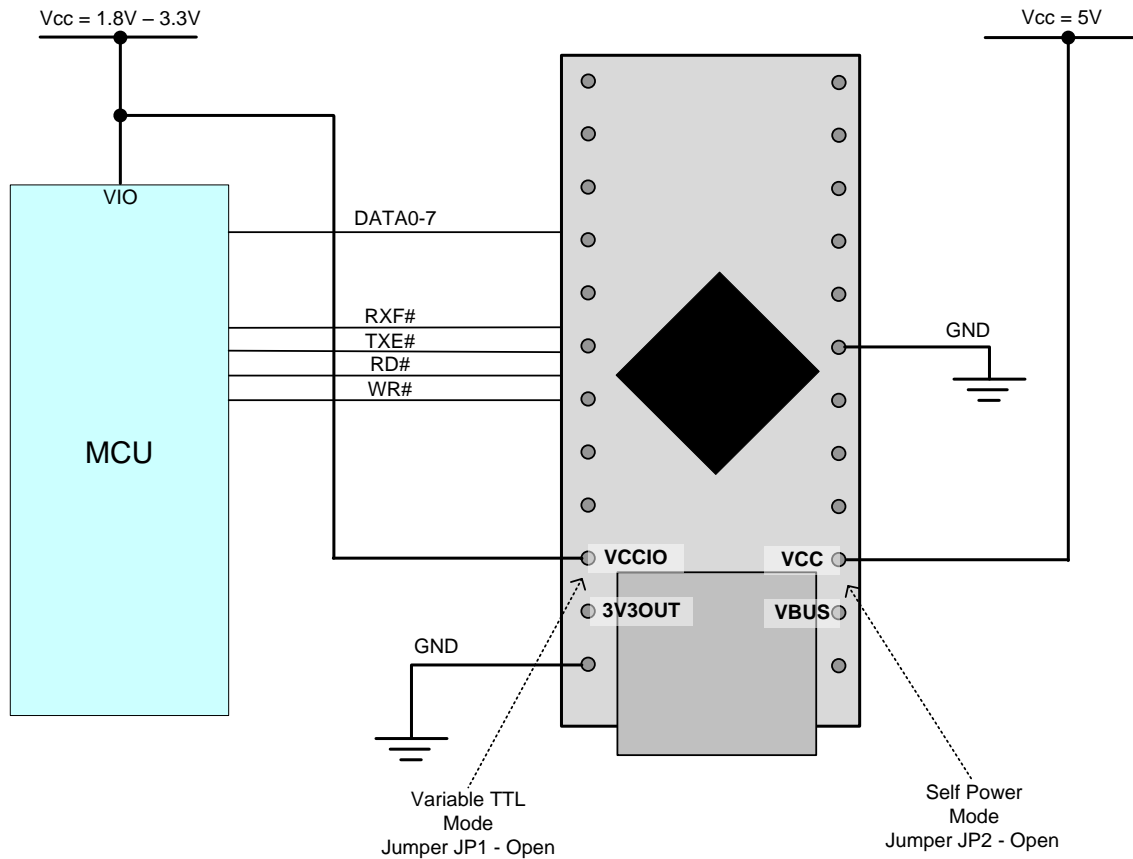 Vcc = 1.8V – 3.3V
Vcc = 5V
VIO
DATA0-7
RXF#
TXE#
RD#
WR#
GND
MCU
VCCIO
VCC
3V3OUT
VBUS
GND
Variable TTL
Mode
Jumper JP1 - Open
Self Power
Mode
Jumper JP2 - Open